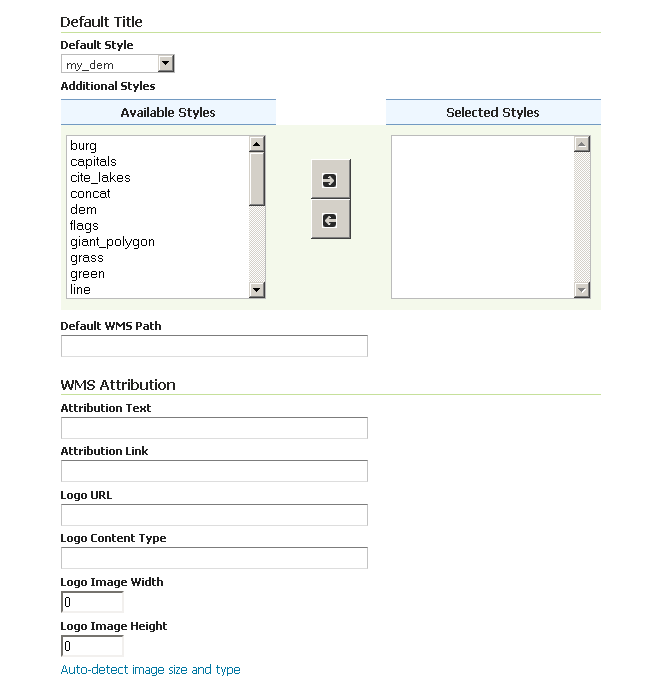 Default Title
Default Style
my_dem
Additional Styles
Available Styles
Selected Styles
burg
capitals
cite_lakes
concat
dem
flags
giant_polygon
grass
green
line
Default WMS Path
WMS Attribution
Attribution Text
Attribution Link
Logo URL
Logo Content Type
Logo Image Width
0
Logo Image Height
0
Auto-detect image size and type